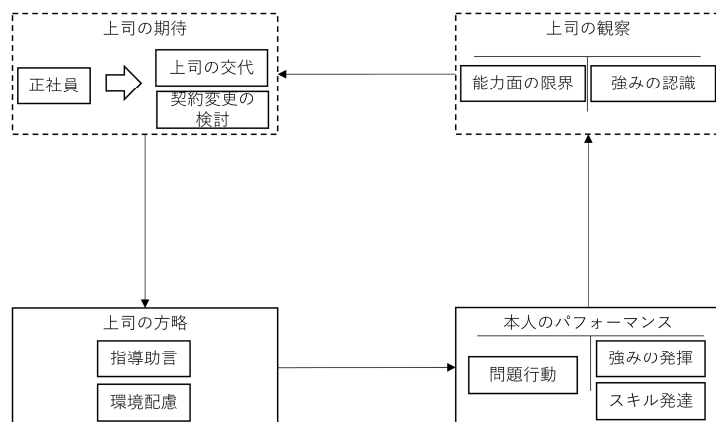 上司の期待
正社員
上司の交代
契約変更の
検討
上司の観察
能力面の限界
強みの認識
上司の方略
指導助言
環境配慮
本人のパフォーマンス
問題行動
強みの発揮
スキル発達